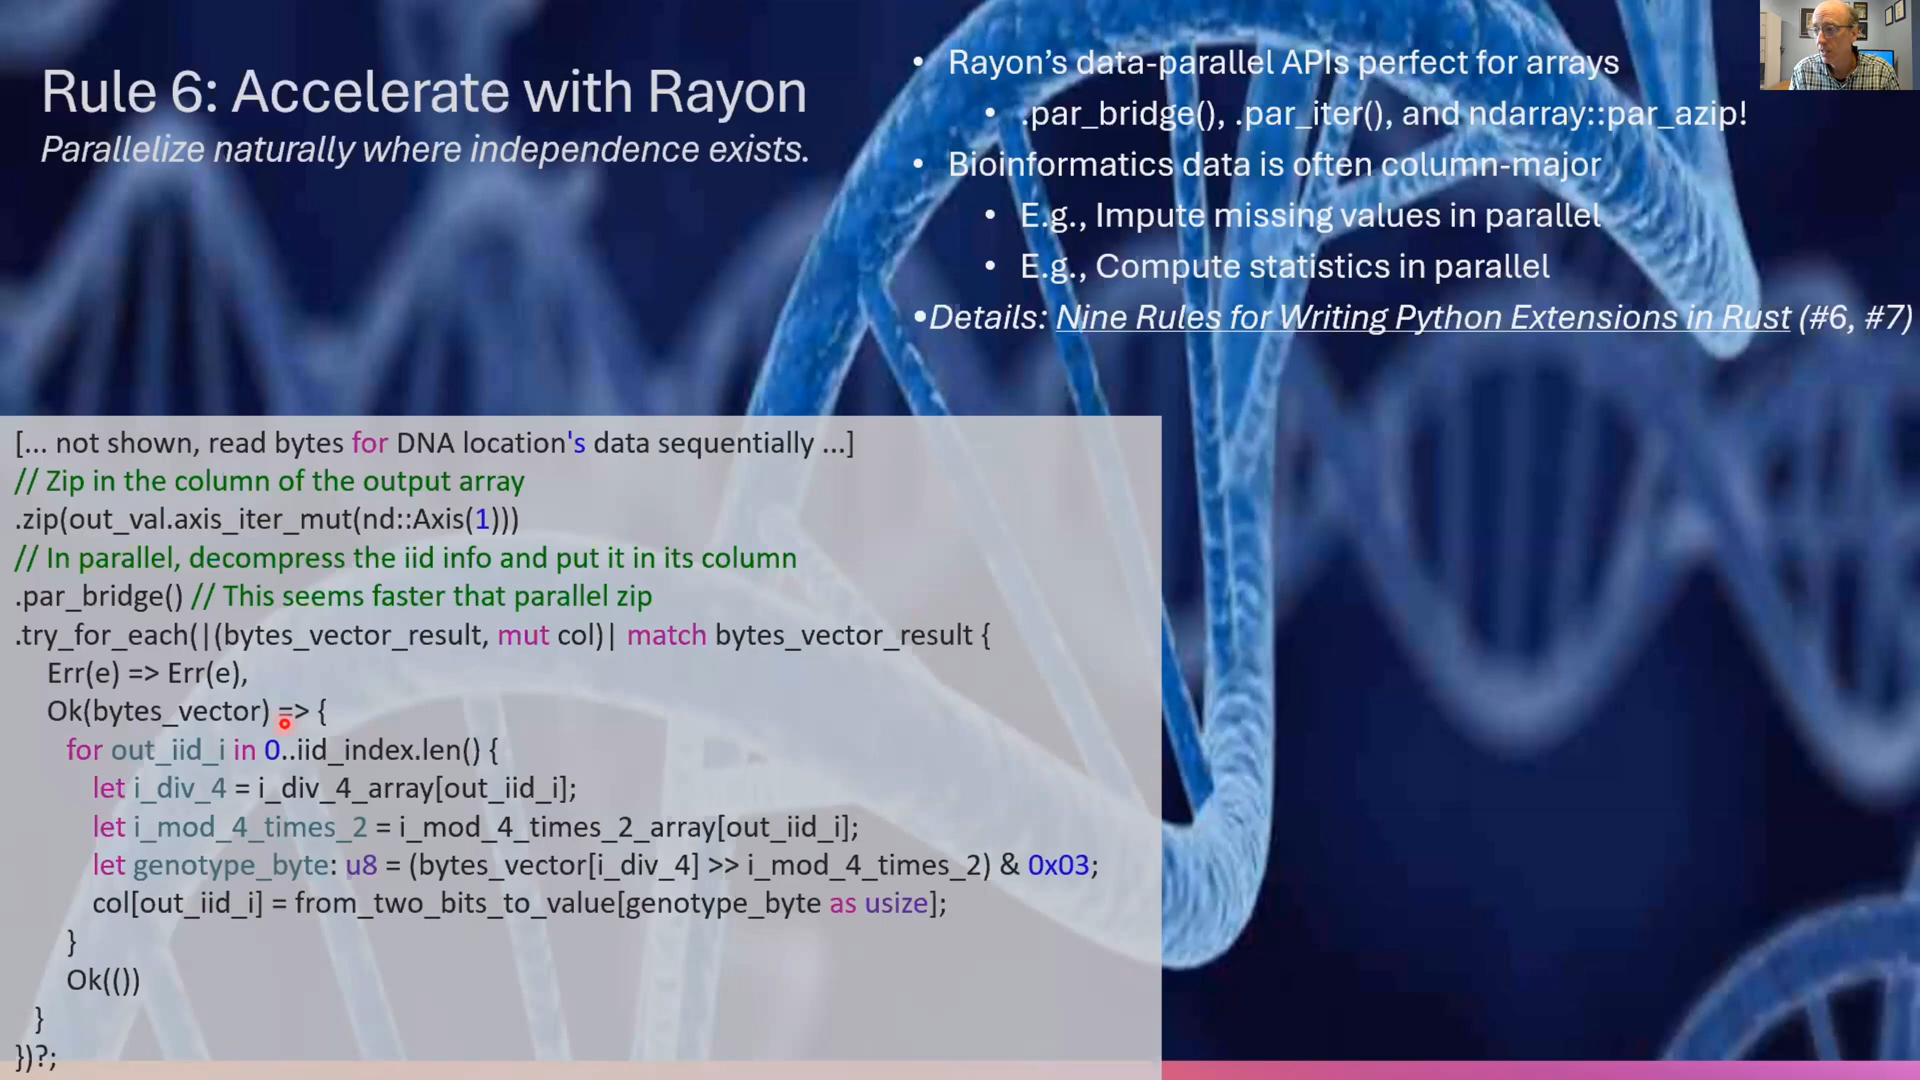 Rule 6: Accelerate with Rayon
Parallelize naturally where independence exists.
• Rayon’s data-parallel APIs perfect for arrays
• .par_bridge(), .par_iter(), and ndarray::par_azip!
• Bioinformatics data is often column-major
• E.g., Impute missing values in parallel
• E.g., Compute statistics in parallel
•Details: Nine Rules for Writing Python Extensions in Rust (#6, #7)
[... not shown, read bytes for DNA location's data sequentially ...]
// Zip in the column of the output array
.zip(out_val.axis_iter_mut(nd::Axis(1)))
// In parallel, decompress the iid info and put it in its column
.par_bridge() // This seems faster that parallel zip
.try_for_each(|(bytes_vector_result, mut col)| match bytes_vector_result {
Err(e) => Err(e),
Ok(bytes_vector) => {
for out_iid_i in 0..iid_index.len() {
let i_div_4 = i_div_4_array[out_iid_i];
let i_mod_4_times_2 = i_mod_4_times_2_array[out_iid_i];
let genotype_byte: u8 = (bytes_vector[i_div_4] >> i_mod_4_times_2) & 0x03;
col[out_iid_i] = from_two_bits_to_value[genotype_byte as usize];
}
Ok(())
}
})?;